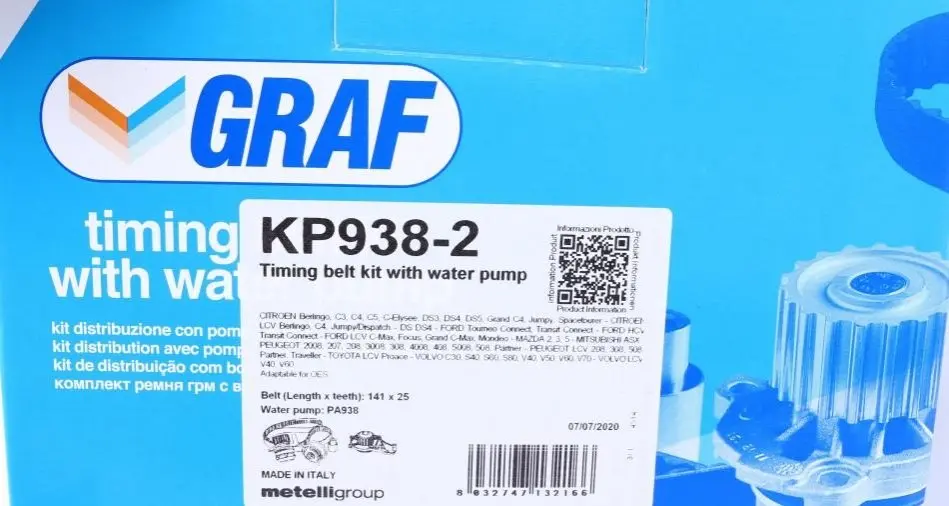 GRAF
timing
with wat
kit distribuzione con pom
kit distribution avec pomp
kit de distribuição com bo
комплект ремня грм с в
KP938-2
Timing belt kit with water pump
Informazioni Prodotto
Information Produit
Produkt Informationen
Product Information
CITROEN Berlingo, C3, C4, C5, C-Elysee, DS3, DS4, DS5, Grand C4, Jumpy, Spacetourer - CITROEN
LCV Berlingo, C4, Jumpy/Dispatch - DS DS4 - FORD Tourneo Connect, Transit Connect - FORD HCV
Transit Connect - FORD LCV C-Max, Focus, Grand C-Max, Mondeo - MAZDA 2, 3, 5 - MITSUBISHI ASX -
PEUGEOT 2008, 207, 208, 3008, 308, 4008, 408, 5008, 508, Partner - PEUGEOT LCV 208, 308, 508,
Partner, Traveller - TOYOTA LCV Proace - VOLVO C30, S40, S60, S80, V40, V50, V60, V70 - VOLVO LCV
V40, V60
Adaptable for OES
Belt (Length x teeth): 141 x 25
Water pump: PA938
07/07/2020
MADE IN ITALY
metelligroup
8 032747 132166